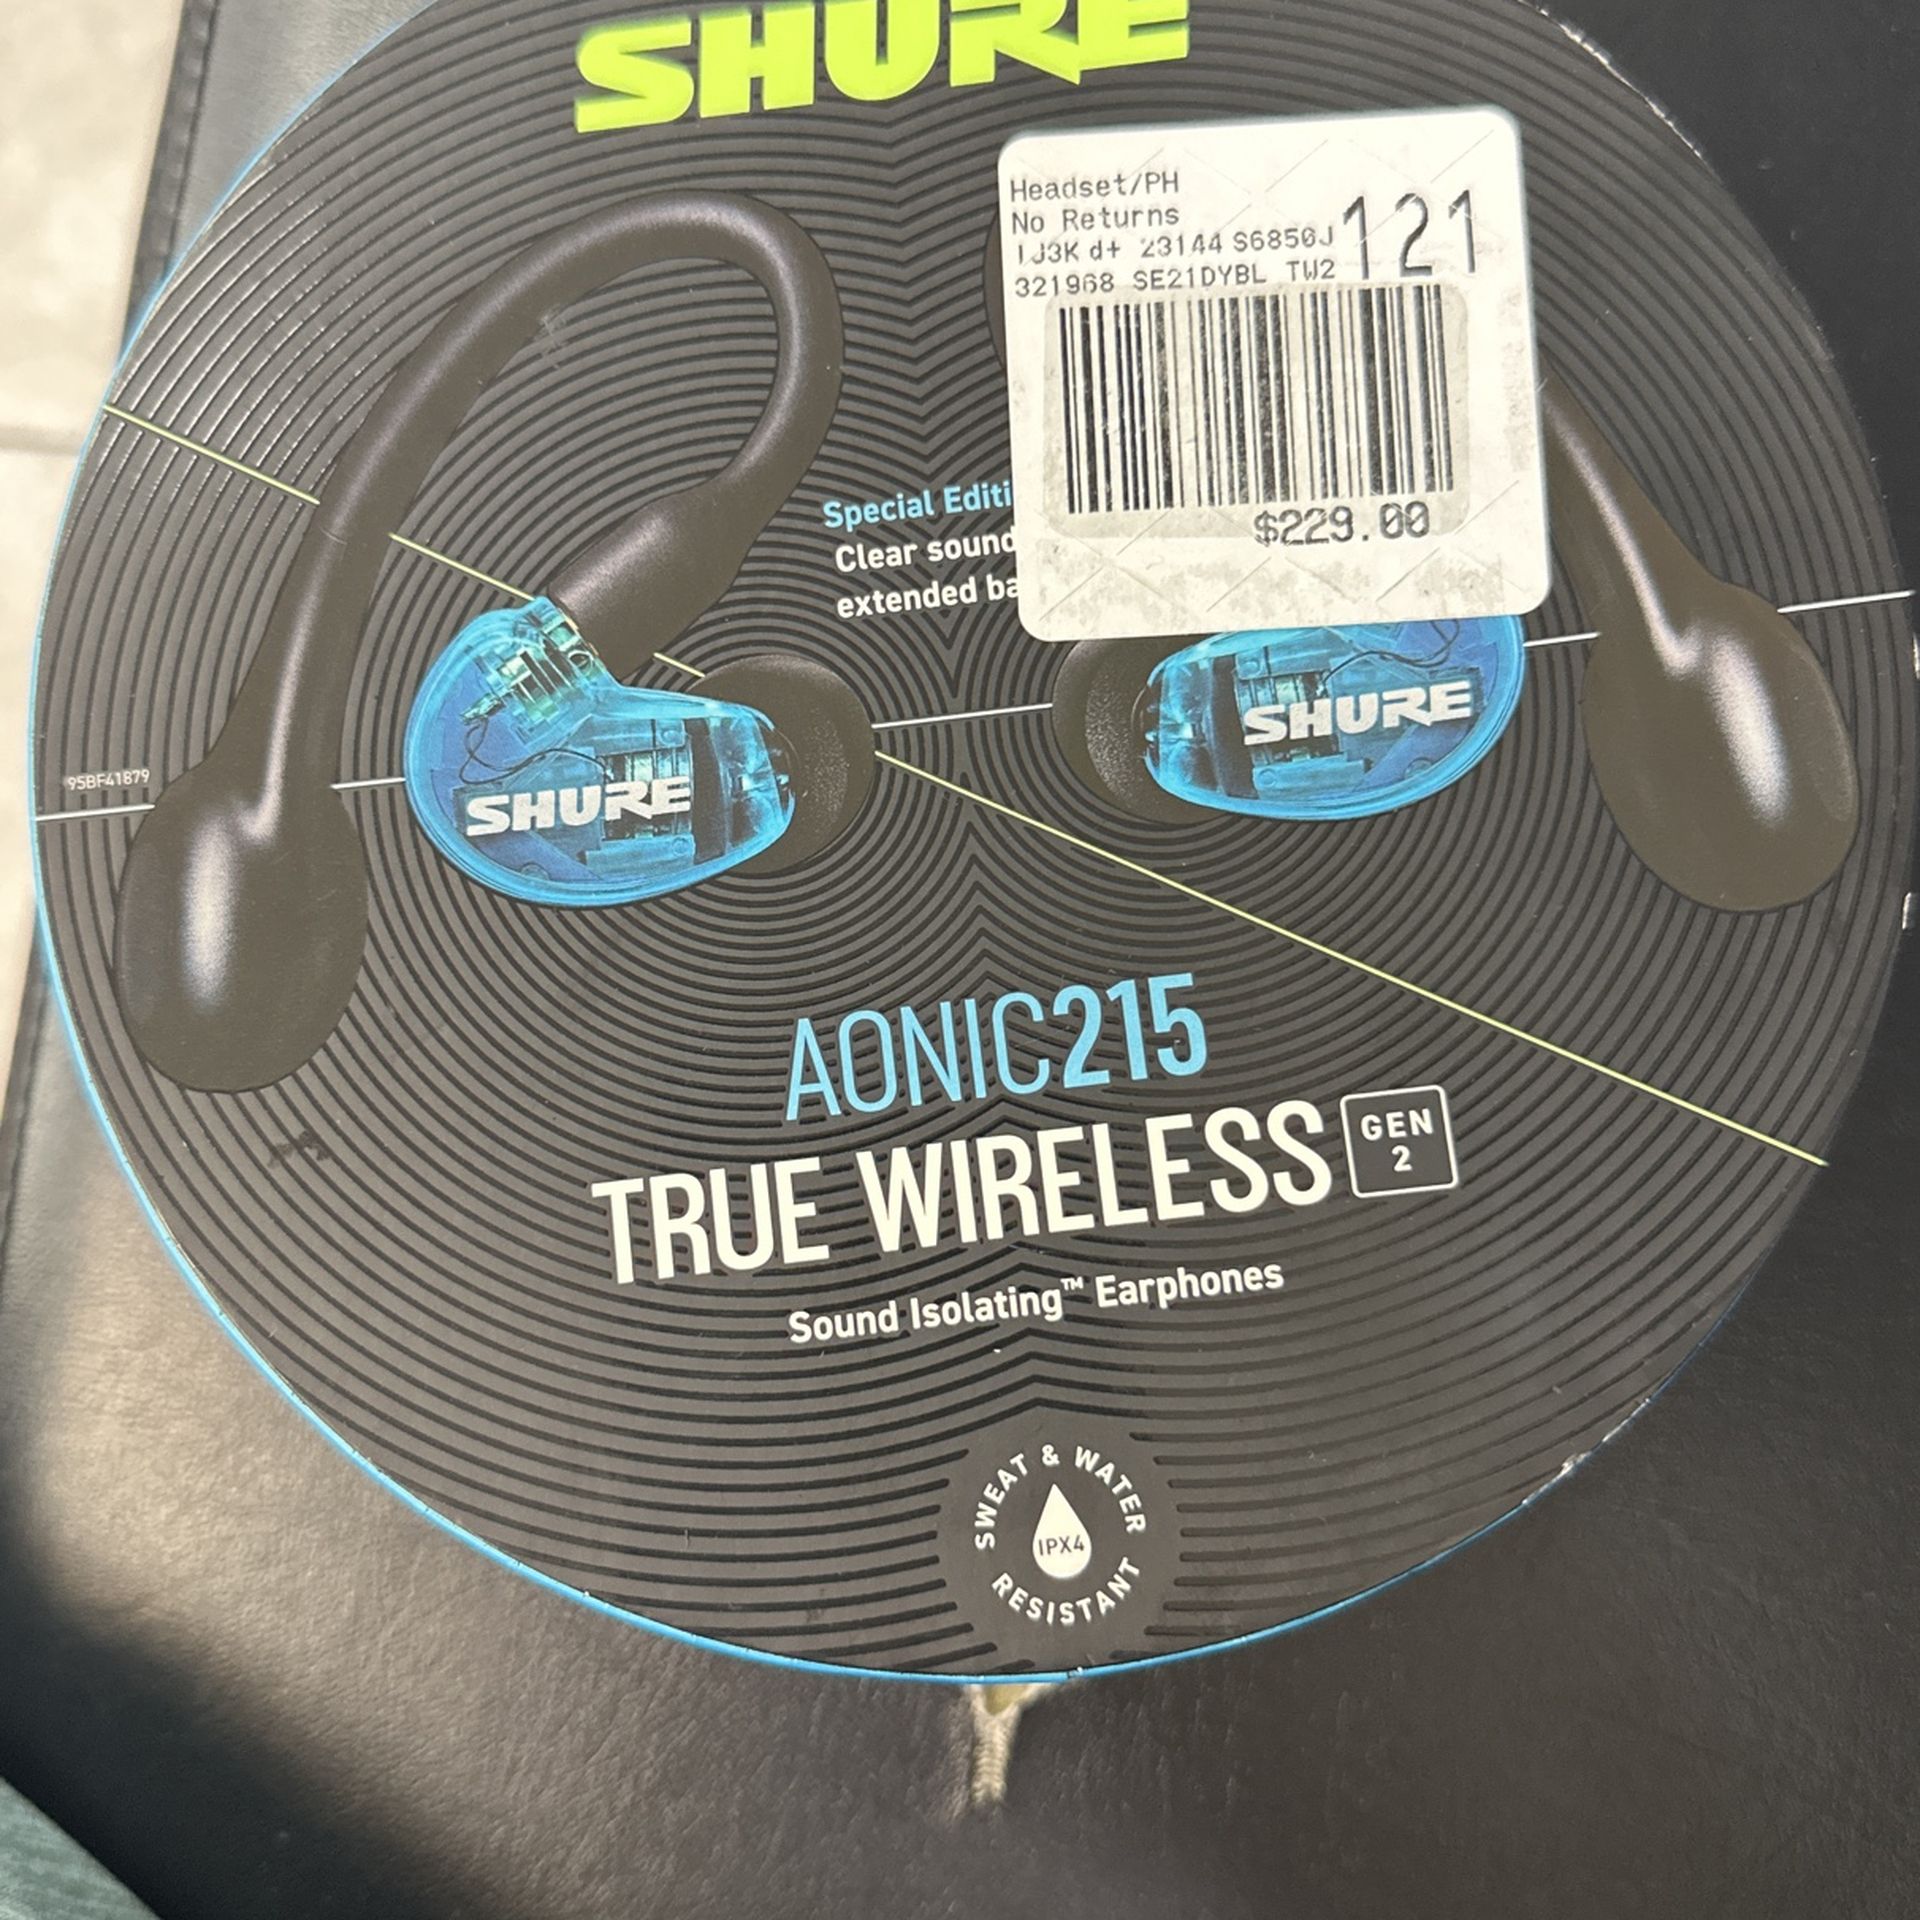 SHURE
Headset/PH
No Returns
23144 S6850J
121
321968 SE21DYBL TW2
$229.00
Special Editi
Clear sound
extended ba
SHURE
SHURE
95BF41879
AONIC215
TRUE WIRELESS GEN 2
Sound Isolating™ Earphones
SWEAT & WATER
IPX4
RESISTANT